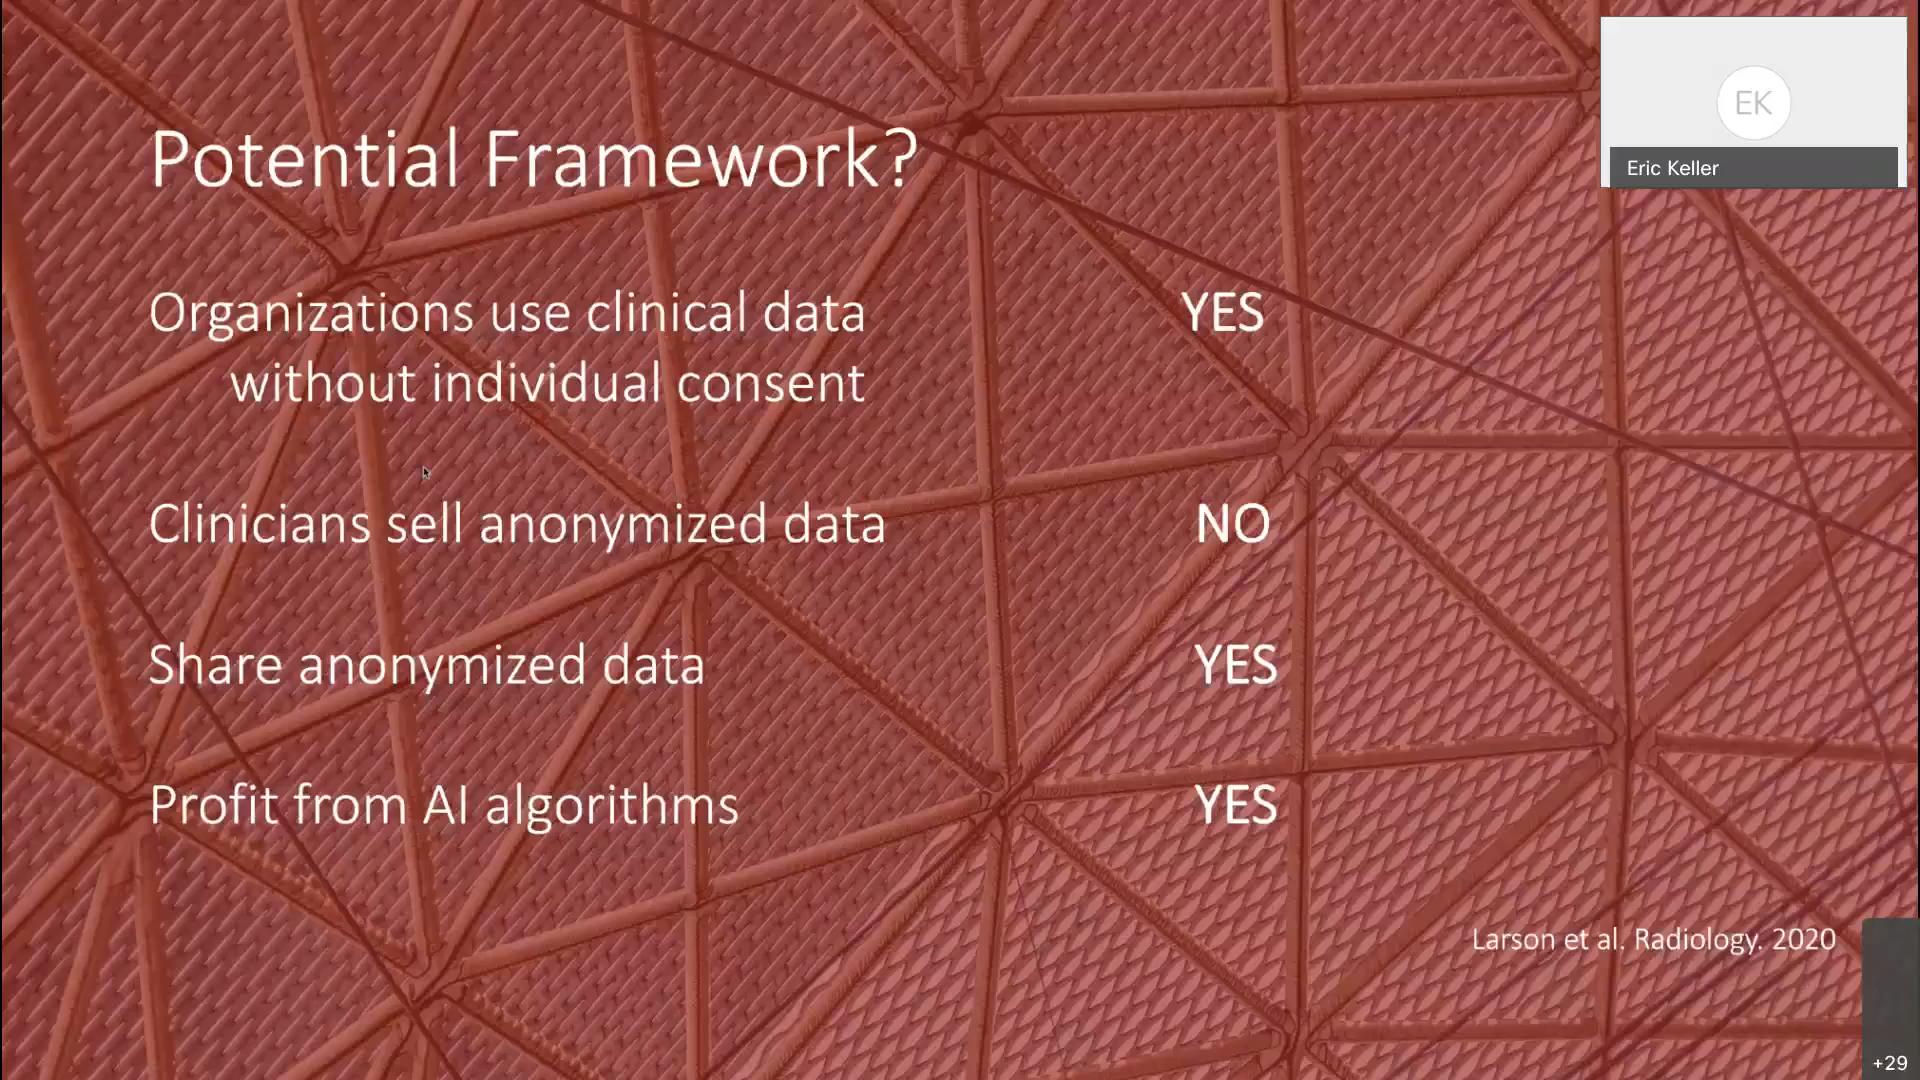 Potential Framework?
Organizations use clinical data YES
without individual consent
Clinicians sell anonymized data NO
Share anonymized data YES
Profit from AI algorithms YES
Larson et al. Radiology. 2020
EK
Eric Keller
+29